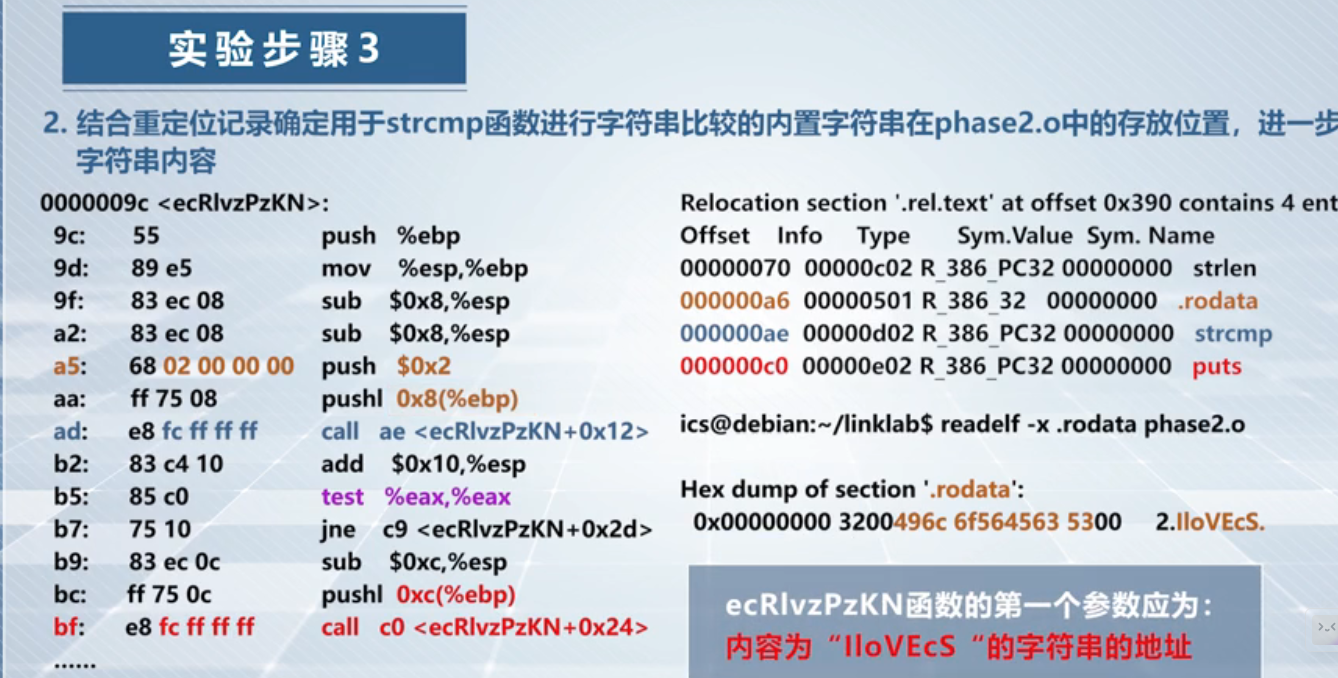 实验步骤3
2. 结合重定位记录确定用于strcmp函数进行字符串比较的内置字符串在phase2.o中的存放位置，进一步
字符串内容
0000009c <ecRlvzPzKN>:
9c: 55 push %ebp
9d: 89 e5 mov %esp,%ebp
9f: 83 ec 08 sub $0x8,%esp
a2: 83 ec 08 sub $0x8,%esp
a5: 68 02 00 00 00 push $0x2
aa: ff 75 08 pushl 0x8(%ebp)
ad: e8 fc ff ff ff call ae <ecRlvzPzKN+0x12>
b2: 83 c4 10 add $0x10,%esp
b5: 85 c0 test %eax,%eax
b7: 75 10 jne c9 <ecRlvzPzKN+0x2d>
b9: 83 ec 0c sub $0xc,%esp
bc: ff 75 0c pushl 0xc(%ebp)
bf: e8 fc ff ff ff call c0 <ecRlvzPzKN+0x24>
......
Relocation section '.rel.text' at offset 0x390 contains 4 ent
Offset Info Type Sym.Value Sym. Name
00000070 00000c02 R_386_PC32 00000000 strlen
000000a6 00000501 R_386_32 00000000 .rodata
000000ae 00000d02 R_386_PC32 00000000 strcmp
000000c0 00000e02 R_386_PC32 00000000 puts
ics@debian:~/linklab$ readelf -x .rodata phase2.o
Hex dump of section '.rodata':
0x00000000 3200496c 6f564563 5300 2.IloVEcS.
ecRlvzPzKN函数的第一个参数应为：
内容为“IloVEcS “的字符串的地址